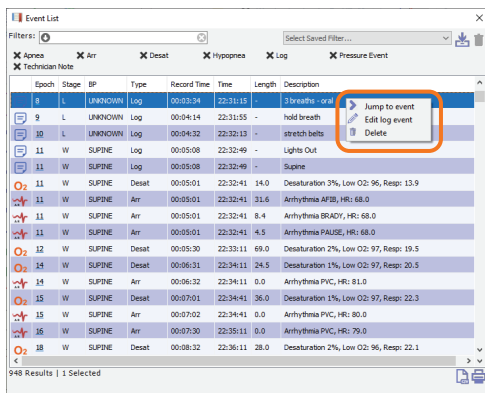 Event List
Filters: Select Saved Filter...
Apnea Arr Desat Hypopnea Log Pressure Event
Technician Note
Epoch Stage BP Type Record Time Time Length Description
8 L UNKNOWN Log 00:03:34 22:31:15 - 3 breaths - oral
9 L UNKNOWN Log 00:04:14 22:31:55 - hold breath
10 L UNKNOWN Log 00:04:32 22:32:13 - stretch belts
11 W SUPINE Log 00:05:08 22:32:49 - Lights Out
11 W SUPINE Log 00:05:08 22:32:49 - Supine
O2 11 W SUPINE Desat 00:05:01 22:32:41 14.0 Desaturation 3%, Low O2: 96, Resp: 13.9
11 W SUPINE Arr 00:05:01 22:32:41 31.6 Arrhythmia AFIB, HR: 68.0
11 W SUPINE Arr 00:05:01 22:32:41 8.4 Arrhythmia BRADY, HR: 68.0
11 W SUPINE Arr 00:05:01 22:32:41 4.5 Arrhythmia PAUSE, HR: 68.0
O2 12 W SUPINE Desat 00:05:30 22:33:11 69.0 Desaturation 2%, Low O2: 97, Resp: 19.5
O2 14 W SUPINE Desat 00:06:31 22:34:11 24.5 Desaturation 1%, Low O2: 96, Resp: 20.5
14 W SUPINE Arr 00:06:32 22:34:11 0.0 Arrhythmia PVC, HR: 81.0
O2 15 W SUPINE Desat 00:07:01 22:34:41 36.0 Desaturation 1%, Low O2: 97, Resp: 22.3
15 W SUPINE Arr 00:07:02 22:34:41 0.0 Arrhythmia PVC, HR: 80.0
16 W SUPINE Arr 00:07:30 22:35:11 0.0 Arrhythmia PVC, HR: 79.0
O2 18 W SUPINE Desat 00:08:32 22:36:11 28.0 Desaturation 2%, Low O2: 96, Resp: 22.1
Jump to event
Edit log event
Delete
948 Results | 1 Selected